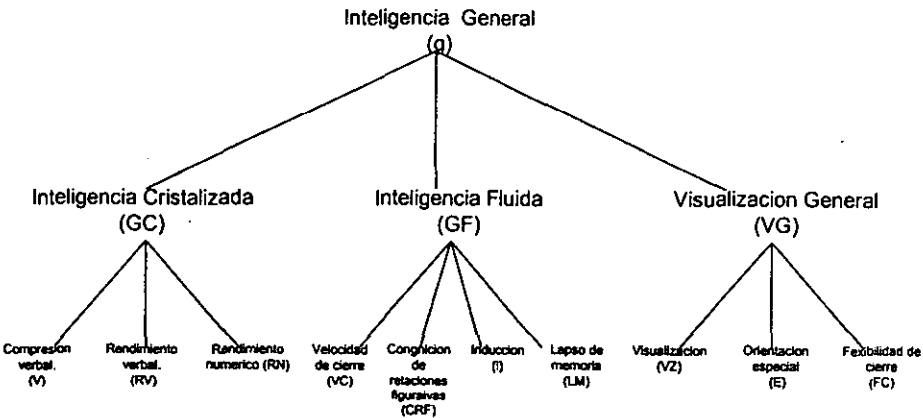 Inteligencia General
(g)
Inteligencia Cristalizada
(GC)
Inteligencia Fluida
(GF)
Visualizacion General
(VG)
Compresion
verbal.
(V)
Rendimiento
verbal.
(RV)
Rendimiento
numerico (RN)
Velocidad
de cierre
(VC)
Congnicion
de
relaciones
figuraivas
(CRF)
Induccion
(I)
Lapso de
memoria
(LM)
Visualizacion
(VZ)
Orientacion
especial
(E)
Fexibilidad de
cierre
(FC)